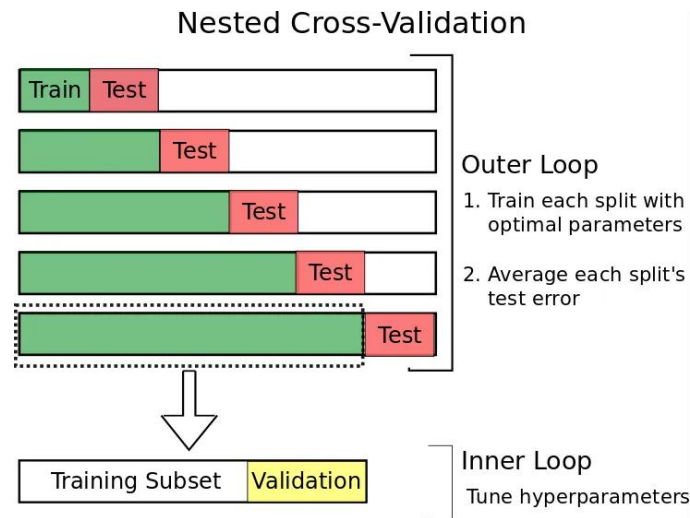 Nested Cross-Validation
Train Test
Test
Test
Test
Test
Outer Loop
1. Train each split with
optimal parameters
2. Average each split's
test error
Training Subset Validation
Inner Loop
Tune hyperparameters